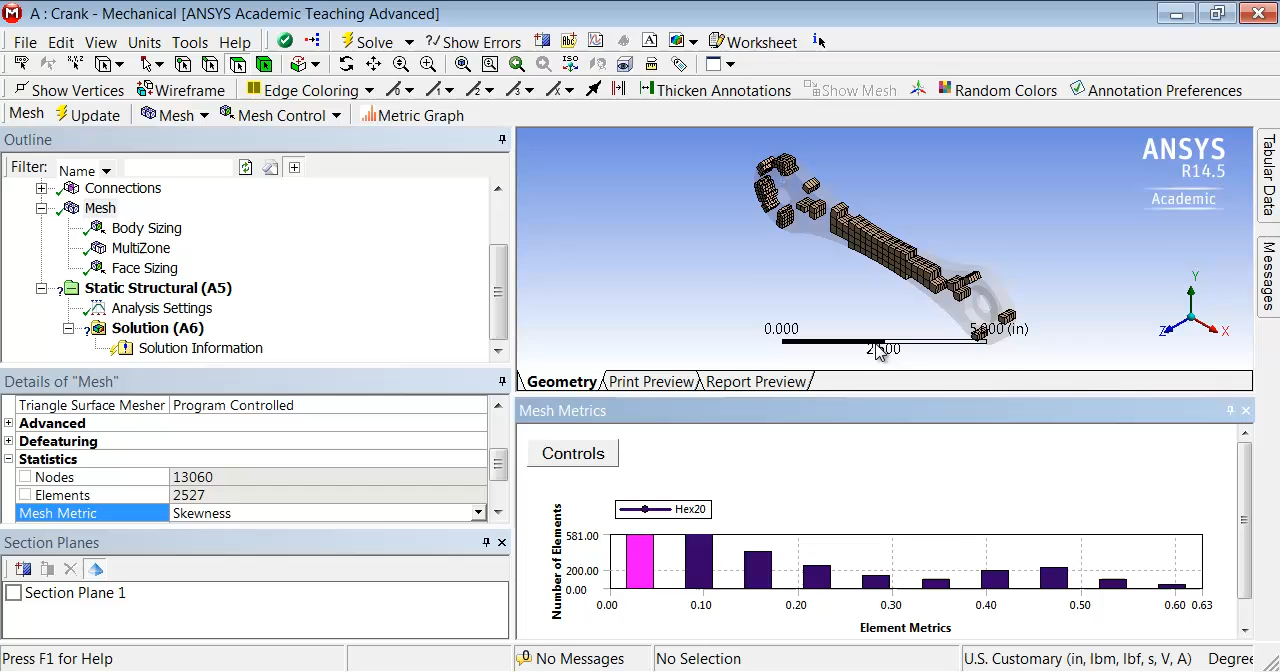 A : Crank - Mechanical [ANSYS Academic Teaching Advanced]
File Edit View Units Tools Help Solve Show Errors Worksheet
Show Vertices Wireframe Edge Coloring Thicken Annotations Show Mesh Random Colors Annotation Preferences
Mesh Update Mesh Mesh Control Metric Graph
Outline
Filter: Name
Connections
Mesh
Body Sizing
MultiZone
Face Sizing
Static Structural (A5)
Analysis Settings
Solution (A6)
Solution Information
Details of "Mesh"
Triangle Surface Mesher Program Controlled
Advanced
Defeaturing
Statistics
Nodes 13060
Elements 2527
Mesh Metric Skewness
Section Planes
Section Plane 1
ANSYS
R14.5
Academic
Y
Z X
0.000 5.000 (in)
2.500
Geometry Print Preview Report Preview
Mesh Metrics
Controls
Hex20
Number of Elements
581.00
200.00
0.00
0.00 0.10 0.20 0.30 0.40 0.50 0.60 0.63
Element Metrics
Tabular Data
Messages
Press F1 for Help No Messages No Selection U.S. Customary (in, lbm, lbf, s, V, A) Degree